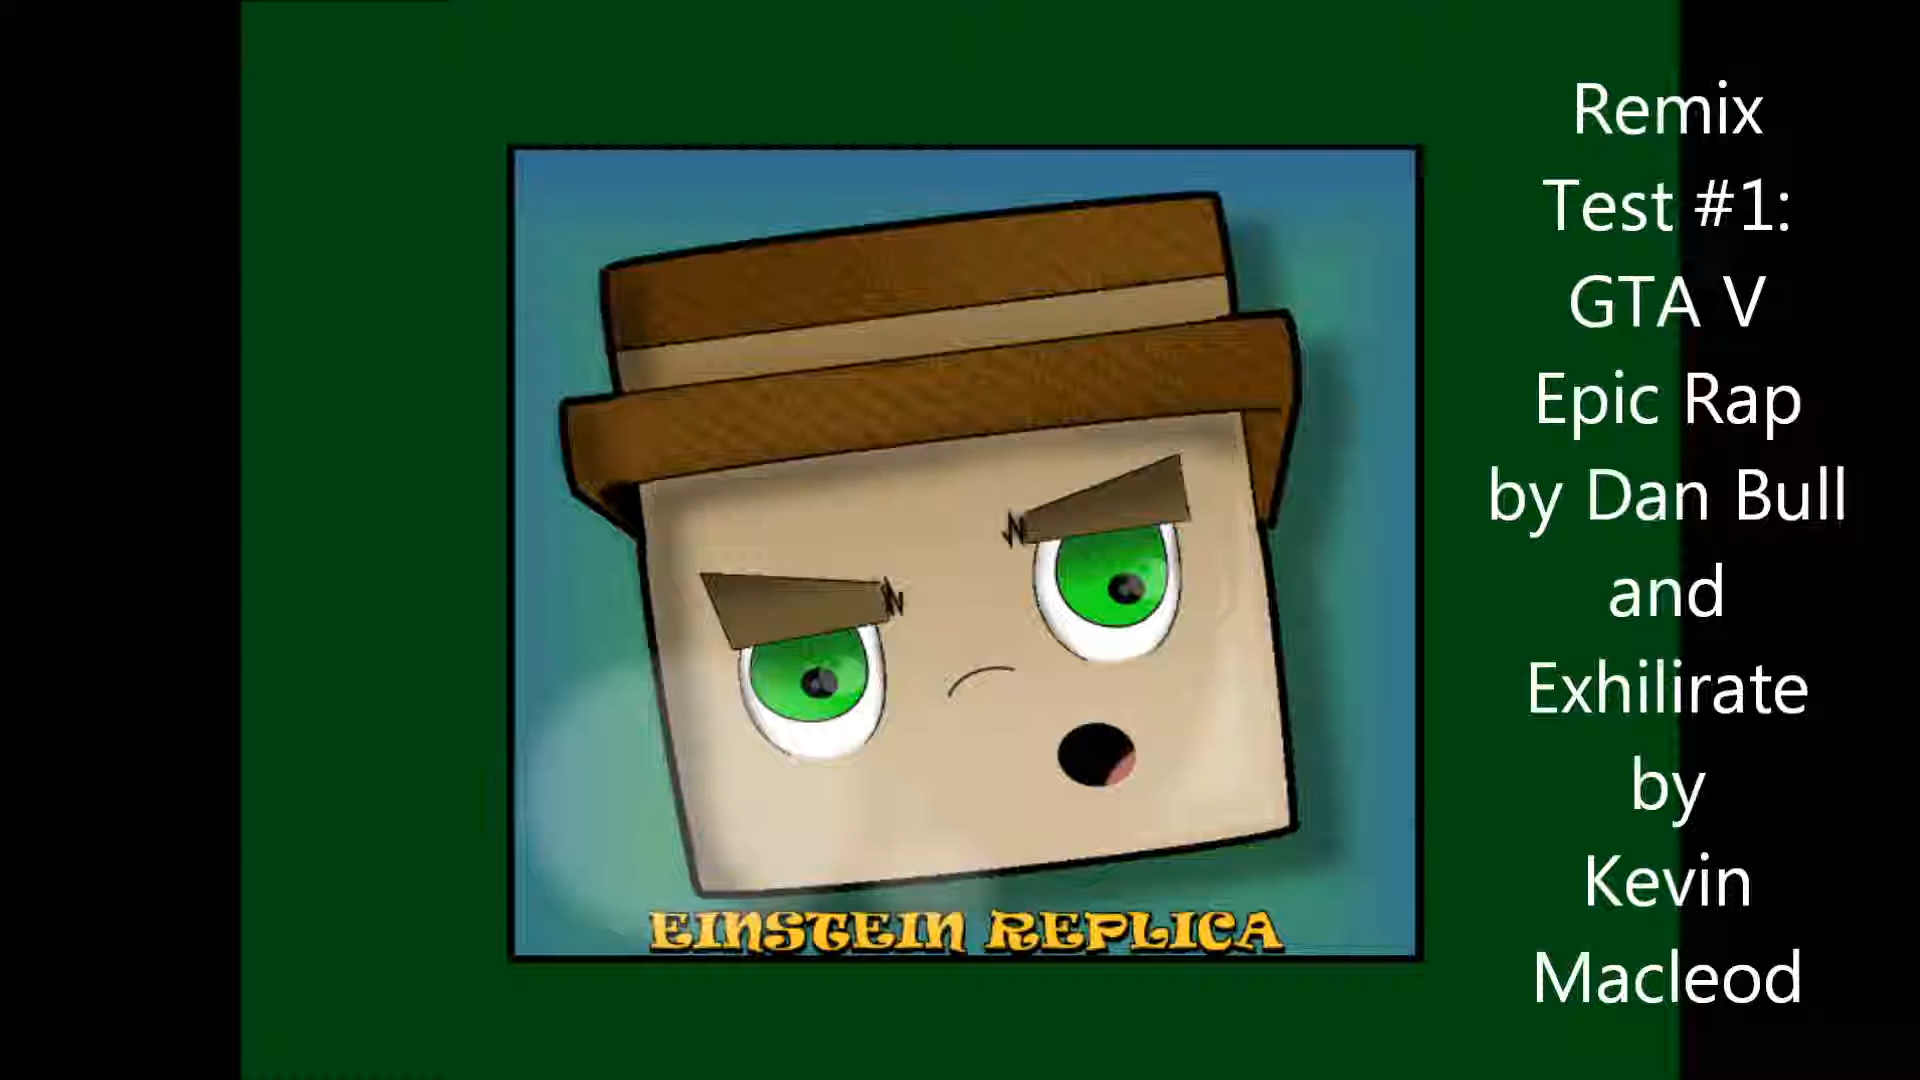 Remix
Test #1:
GTA V
Epic Rap
by Dan Bull
and
Exhilirate
by
Kevin
Macleod
EINSTEIN REPLICA